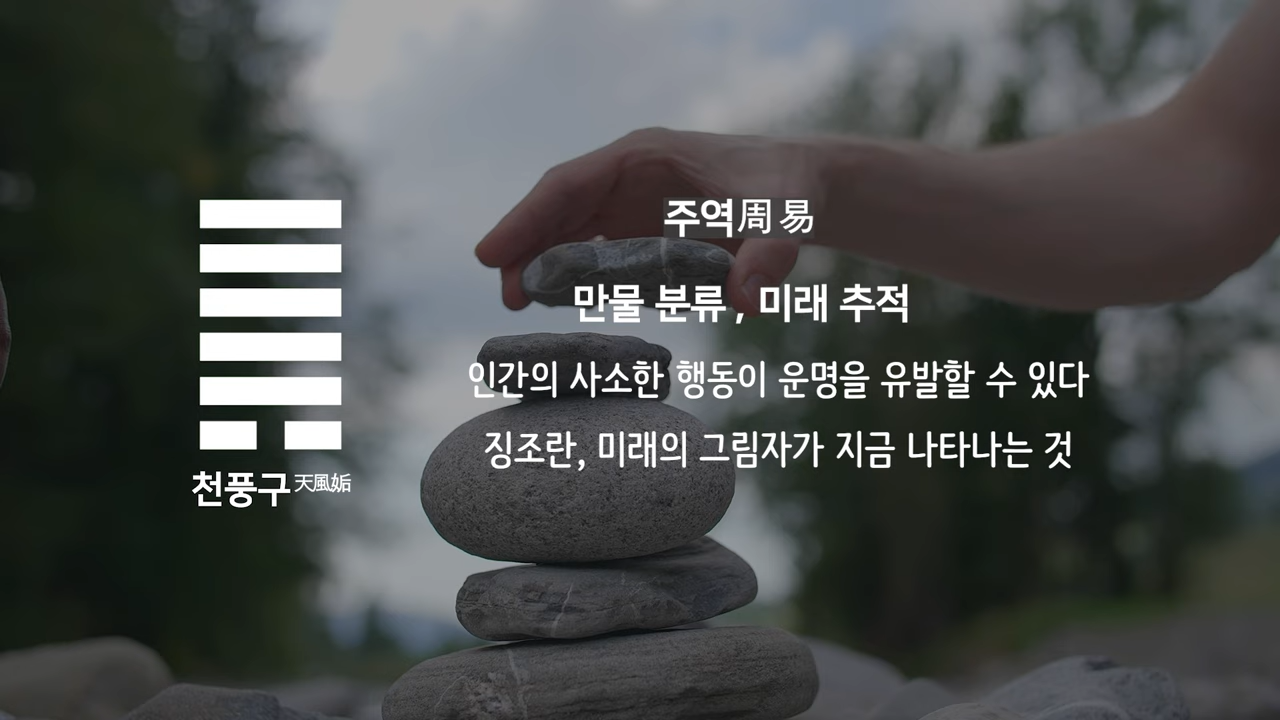 주역周易
만물 분류 , 미래 추적
인간의 사소한 행동이 운명을 유발할 수 있다
징조란, 미래의 그림자가 지금 나타나는 것
천풍구天風姤